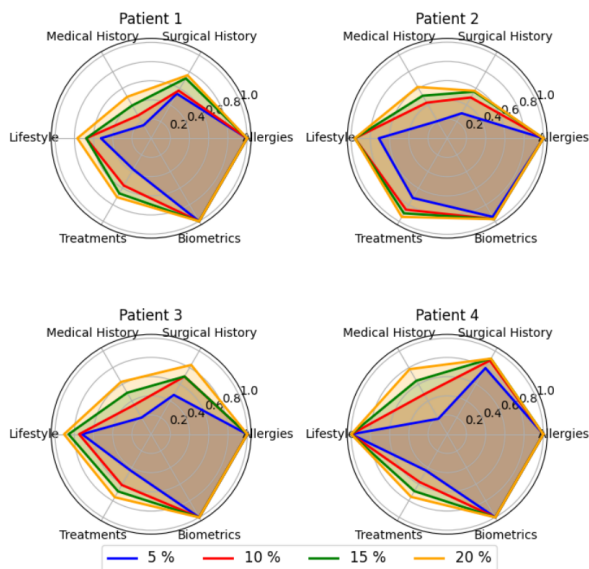 Patient 1
Medical History
Surgical History
0.2
0.4
0.6
0.8
1.0
Lifestyle
Allergies
Treatments
Biometrics
Patient 2
Medical History
Surgical History
0.2
0.4
0.6
0.8
1.0
Lifestyle
Allergies
Treatments
Biometrics
Patient 3
Medical History
Surgical History
0.2
0.4
0.6
0.8
1.0
Lifestyle
Allergies
Treatments
Biometrics
Patient 4
Medical History
Surgical History
0.2
0.4
0.6
0.8
1.0
Lifestyle
Allergies
Treatments
Biometrics
5 % 10 % 15 % 20 %